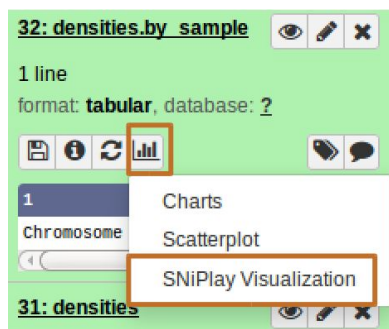 32: densities.by_sample
1 line
format: tabular, database: ?
1
Chromosome
Charts
Scatterplot
SNiPlay Visualization
31: densities